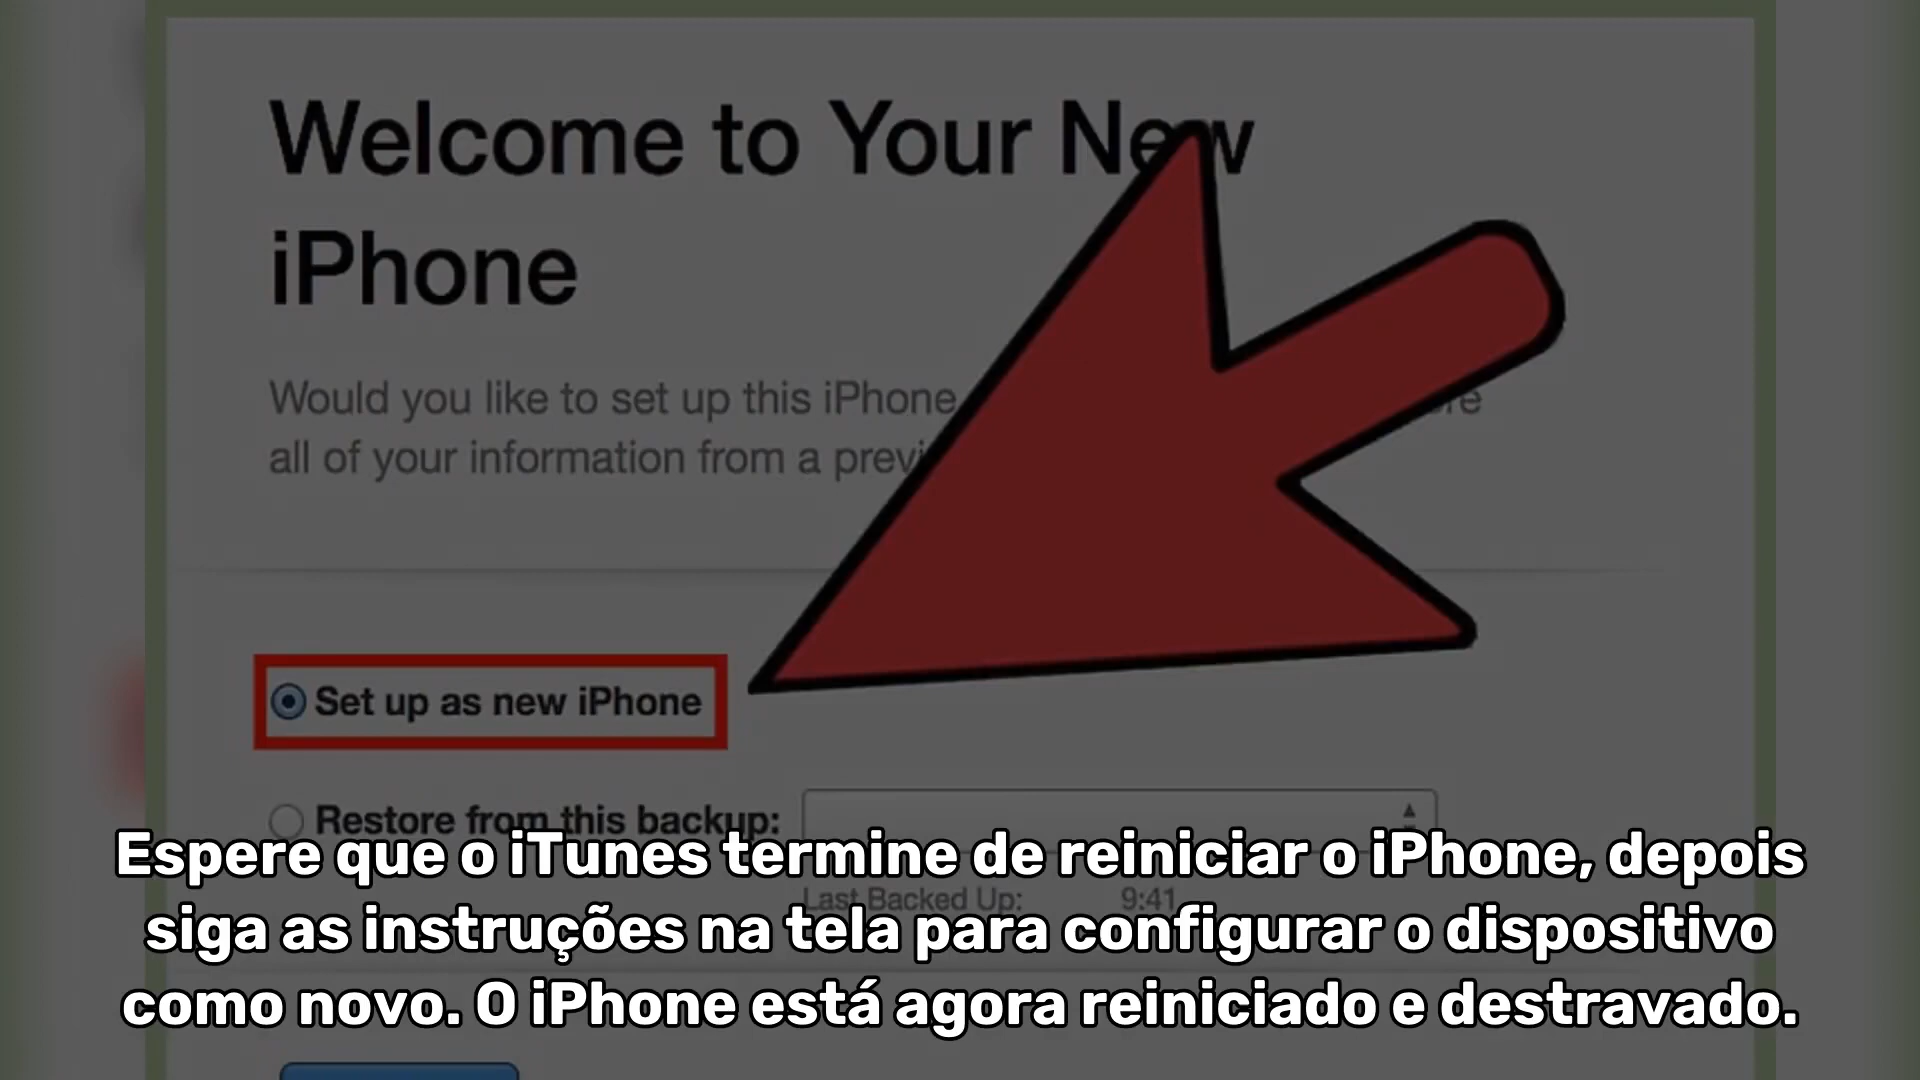 Welcome to Your New
iPhone
Would you like to set up this iPhone
all of your information from a
Set up as new iPhone
Restore from this backup:
Last Backed Up: 9:41
Espere que o iTunes termine de reiniciar o iPhone, depois
siga as instruções na tela para configurar o dispositivo
como novo. O iPhone está agora reiniciado e destravado.